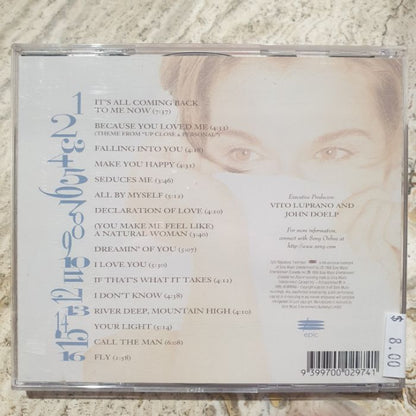 1
2
IT'S ALL COMING BACK
TO ME NOW (7:37)
BECAUSE YOU LOVED ME (4:33)
(THEME FROM "UP CLOSE & PERSONAL")
FALLING INTO YOU (4:18)
MAKE YOU HAPPY (4:31)
SEDUCES ME (3:46)
ALL BY MYSELF (5:12)
DECLARATION OF LOVE (4:20)
(YOU MAKE ME FEEL LIKE)
A NATURAL WOMAN (3:40)
DREAMIN' OF YOU (5:07)
I LOVE YOU (5:30)
IF THAT'S WHAT IT TAKES (4:12)
I DON'T KNOW (4:38)
RIVER DEEP, MOUNTAIN HIGH (4:10)
YOUR LIGHT (5:14)
CALL THE MAN (6:08)
FLY (2:58)
Executive Producers
VITO LUPRANO AND
JOHN DOELP
For more information,
connect with Sony Online at
http://www.sony.com
epic
9 399700 029741
$ 8.00